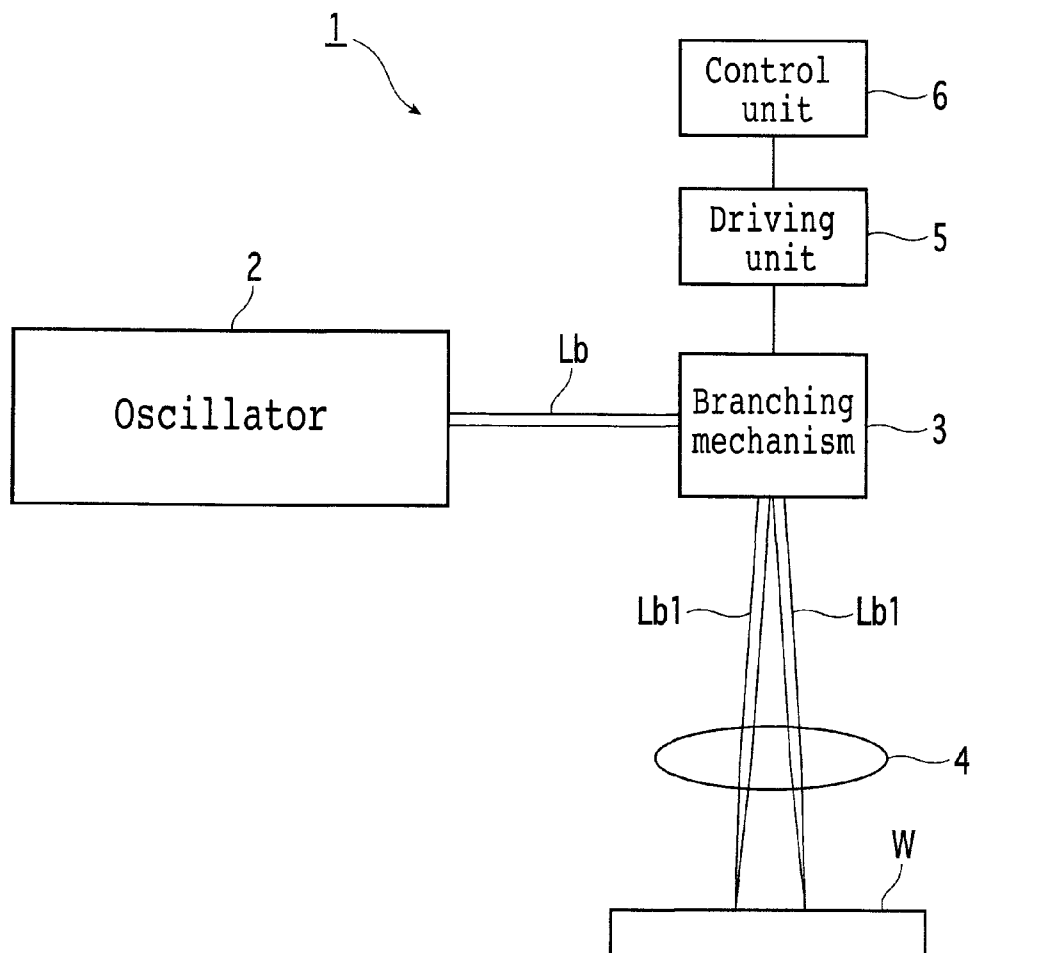 1
Control
unit
6
Driving
unit
5
2
Oscillator
Lb
Branching
mechanism
3
Lb1
Lb1
4
W